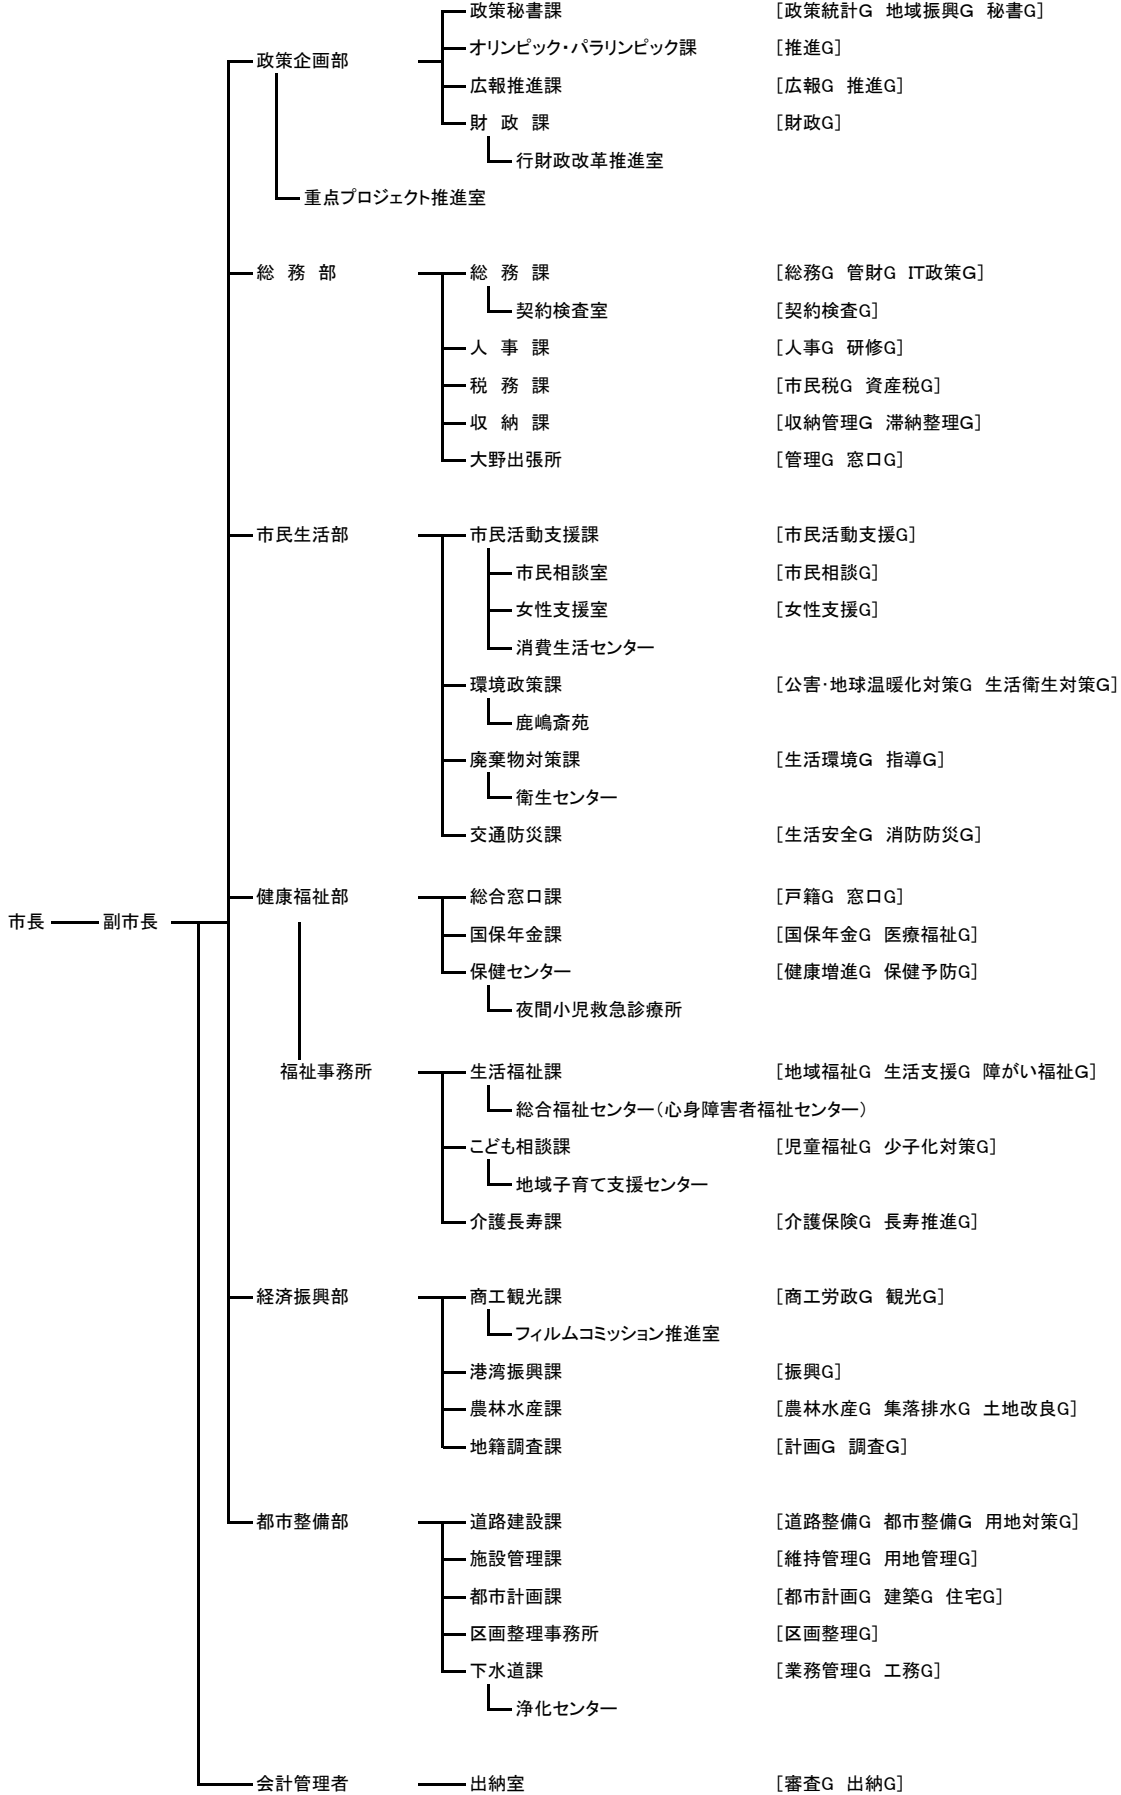 政策秘書課 [政策統計G 地域振興G 秘書G]
オリンピック・パラリンピック課 [推進G]
政策企画部
広報推進課 [広報G 推進G]
財 政 課 [財政G]
行財政改革推進室
重点プロジェクト推進室
総 務 部 総 務 課 [総務G 管財G IT政策G]
契約検査室 [契約検査G]
人 事 課 [人事G 研修G]
税 務 課 [市民税G 資産税G]
収 納 課 [収納管理G 滞納整理G]
大野出張所 [管理G 窓口G]
市民生活部 市民活動支援課 [市民活動支援G]
市民相談室 [市民相談G]
女性支援室 [女性支援G]
消費生活センター
環境政策課 [公害・地球温暖化対策G 生活衛生対策G]
鹿嶋斎苑
廃棄物対策課 [生活環境G 指導G]
衛生センター
交通防災課 [生活安全G 消防防災G]
健康福祉部 総合窓口課 [戸籍G 窓口G]
市長 副市長
国保年金課 [国保年金G 医療福祉G]
保健センター [健康増進G 保健予防G]
夜間小児救急診療所
福祉事務所 生活福祉課 [地域福祉G 生活支援G 障がい福祉G]
総合福祉センター(心身障害者福祉センター)
こども相談課 [児童福祉G 少子化対策G]
地域子育て支援センター
介護長寿課 [介護保険G 長寿推進G]
経済振興部 商工観光課 [商工労政G 観光G]
フィルムコミッション推進室
港湾振興課 [振興G]
農林水産課 [農林水産G 集落排水G 土地改良G]
地籍調査課 [計画G 調査G]
都市整備部 道路建設課 [道路整備G 都市整備G 用地対策G]
施設管理課 [維持管理G 用地管理G]
都市計画課 [都市計画G 建築G 住宅G]
区画整理事務所 [区画整理G]
下水道課 [業務管理G 工務G]
浄化センター
会計管理者 出納室 [審査G 出納G]